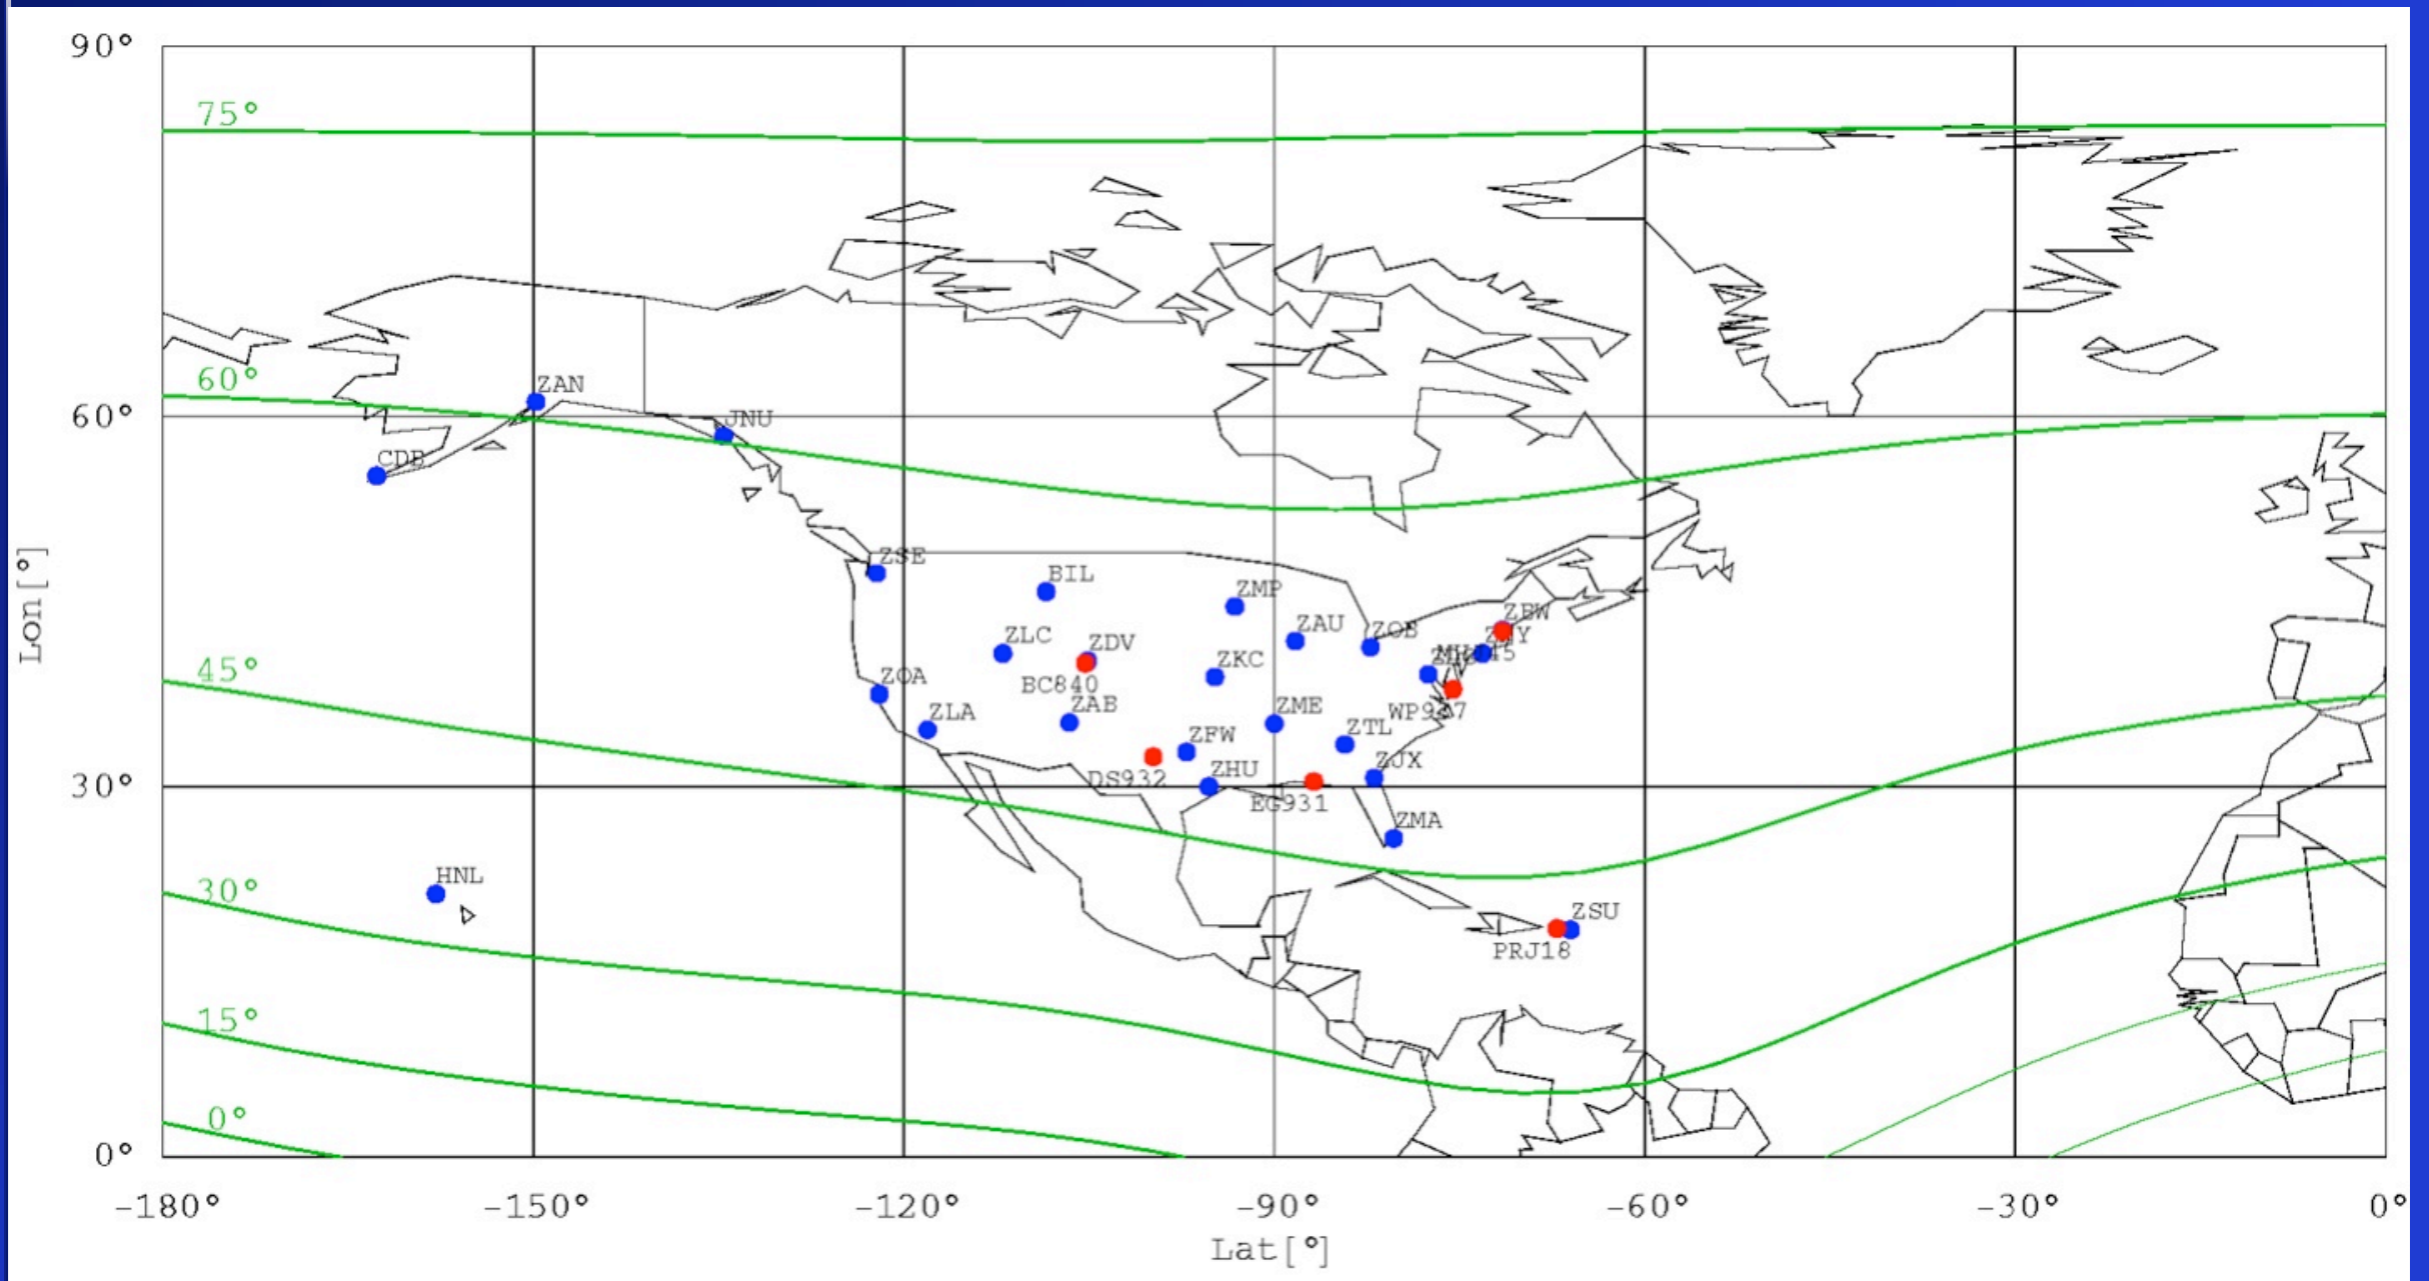 90°
75°
60°
ZAN
60°
JNU
CDB
ZSE
BIL
ZMP
Lon[°]
ZLC
ZDV
ZAU
ZOB
ZBW
ZNY
ZKC
45°
ZOA
BC840
ZAB
ZLA
ZME
WP937
ZFW
ZTL
ZHU
ZJX
30°
DS932
EG931
ZMA
HNL
30°
ZSU
PRJ18
15°
0°
0°
-180° -150° -120° -90° -60° -30° 0°
Lat[°]